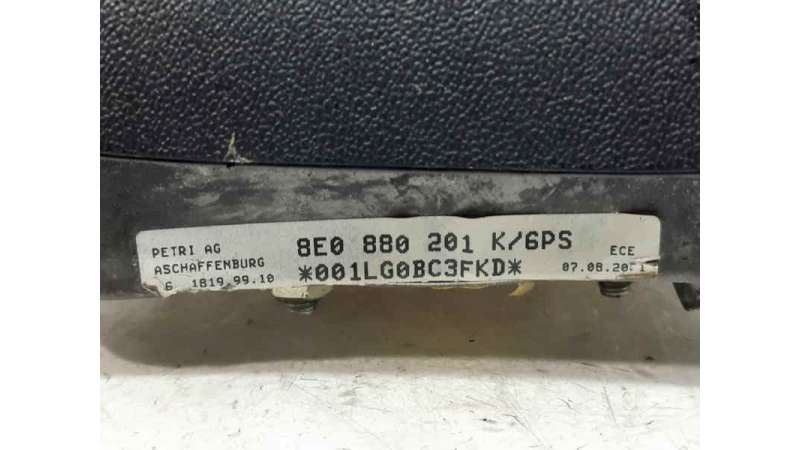 PETRI AG
ASCHAFFENBURG
6 1819.99.10
8E0 880 201 K/6PS
*001LG0BC3FKD*
ECE